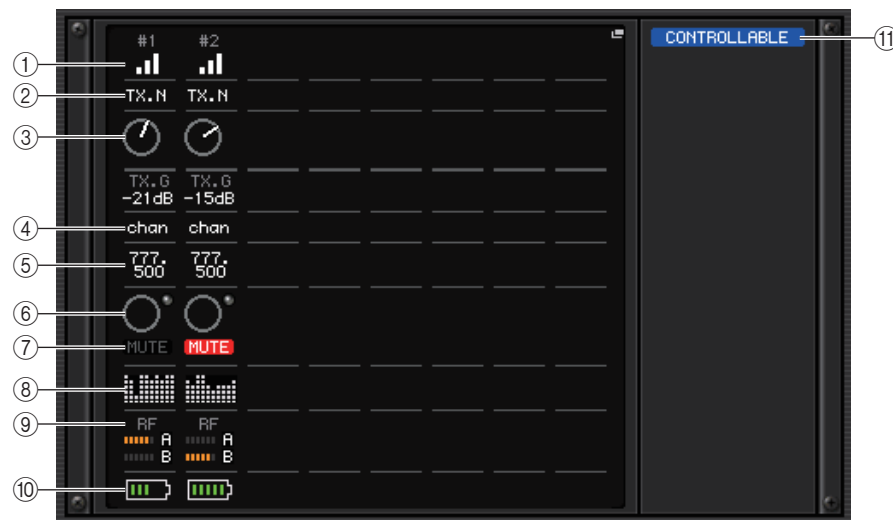 #1 #2
CONTROLLABLE
⑪
①
② TX.N TX.N
③
TX.G TX.G
-21dB -15dB
④ chan chan
⑤ 777. 777.
500 500
⑥
⑦ MUTE MUTE
⑧
⑨ RF RF
A A
B B
⑩